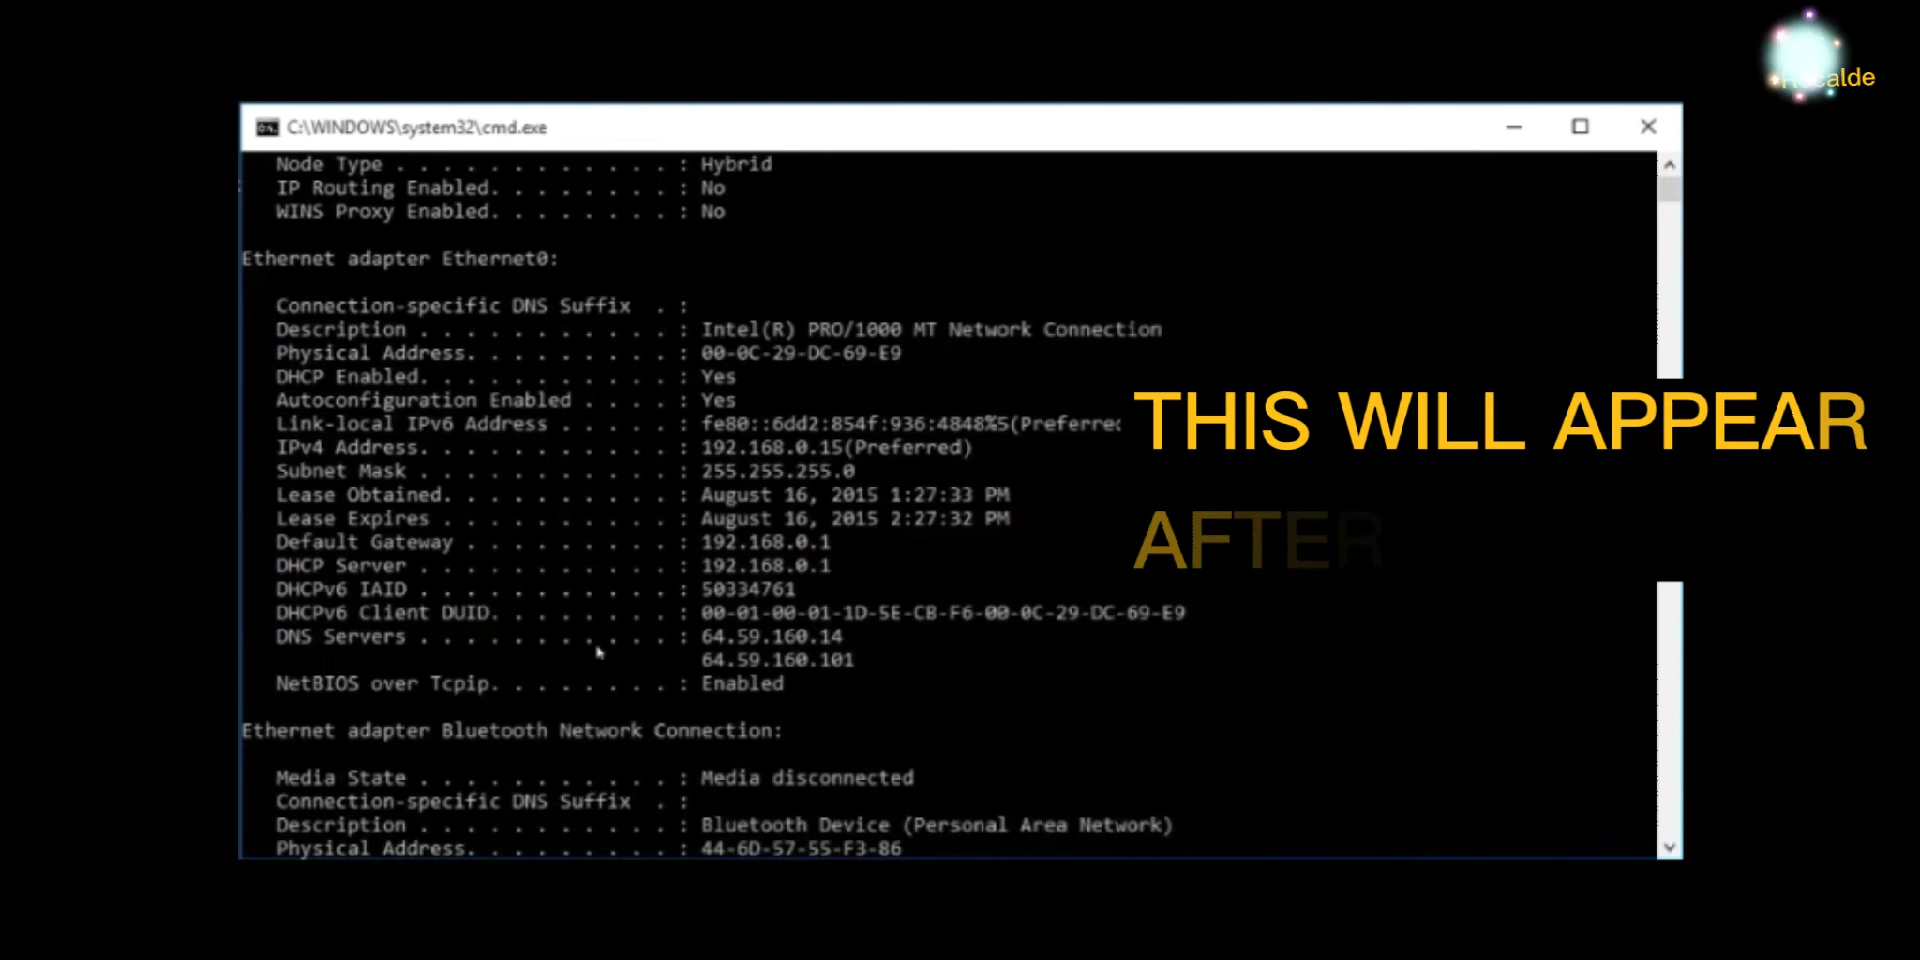 C:\WINDOWS\system32\cmd.exe
Node Type . . . . . . . . . . . . : Hybrid
IP Routing Enabled. . . . . . . . : No
WINS Proxy Enabled. . . . . . . . : No
Ethernet adapter Ethernet0:
Connection-specific DNS Suffix . :
Description . . . . . . . . . . . : Intel(R) PRO/1000 MT Network Connection
Physical Address. . . . . . . . . : 00-0C-29-DC-69-E9
DHCP Enabled. . . . . . . . . . . : Yes
Autoconfiguration Enabled . . . . : Yes
Link-local IPv6 Address . . . . . : fe80::6dd2:854f:936:4848%5(Preferred
IPv4 Address. . . . . . . . . . . : 192.168.0.15(Preferred)
Subnet Mask . . . . . . . . . . . : 255.255.255.0
Lease Obtained. . . . . . . . . . : August 16, 2015 1:27:33 PM
Lease Expires . . . . . . . . . . : August 16, 2015 2:27:32 PM
Default Gateway . . . . . . . . . : 192.168.0.1
DHCP Server . . . . . . . . . . . : 192.168.0.1
DHCPv6 IAID . . . . . . . . . . . : 50334761
DHCPv6 Client DUID. . . . . . . . : 00-01-00-01-1D-5E-CB-F6-00-0C-29-DC-69-E9
DNS Servers . . . . . . . . . . . : 64.59.160.14
64.59.160.101
NetBIOS over Tcpip. . . . . . . . : Enabled
Ethernet adapter Bluetooth Network Connection:
Media State . . . . . . . . . . . : Media disconnected
Connection-specific DNS Suffix . :
Description . . . . . . . . . . . : Bluetooth Device (Personal Area Network)
Physical Address. . . . . . . . . : 44-6D-57-55-F3-86
THIS WILL APPEAR
AFTER